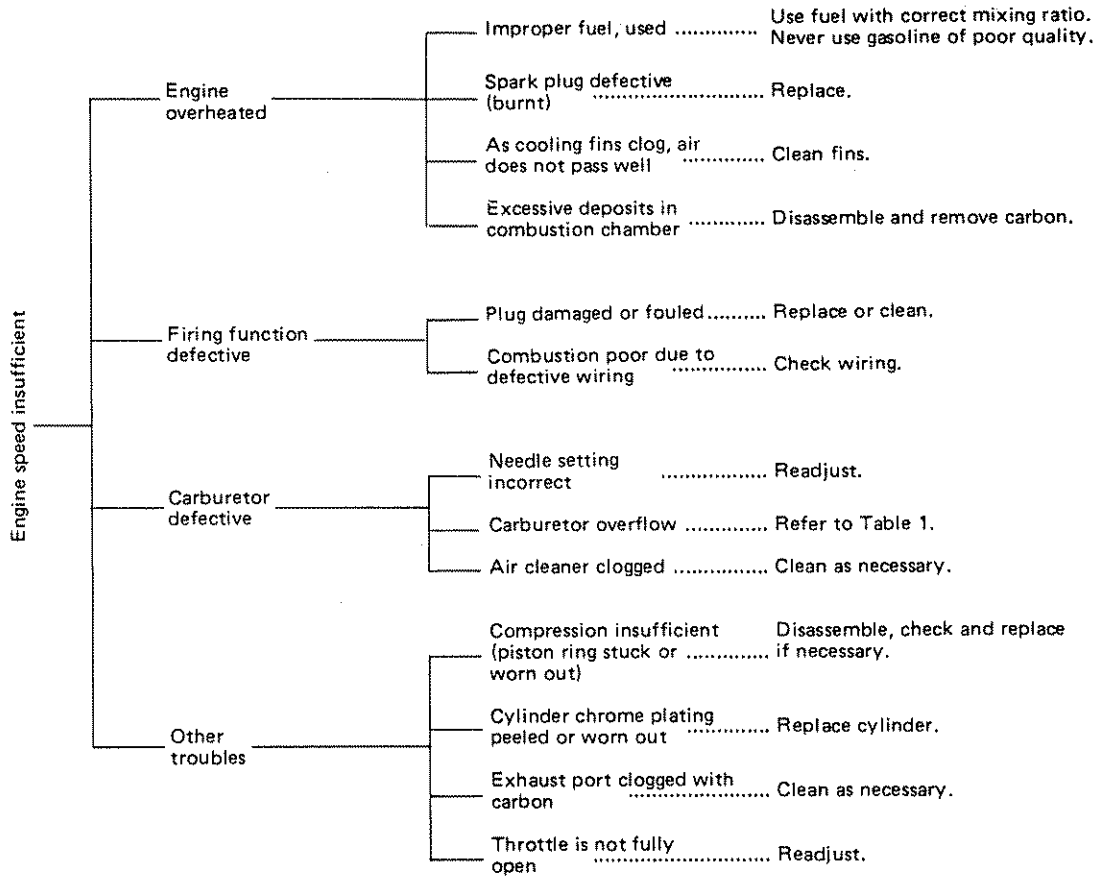 Engine speed insufficient
Engine
overheated
Improper fuel, used ............. Use fuel with correct mixing ratio.
Never use gasoline of poor quality.
Spark plug defective
(burnt) ........................... Replace.
As cooling fins clog, air
does not pass well ............ Clean fins.
Excessive deposits in
combustion chamber ............ Disassemble and remove carbon.
Firing function
defective
Plug damaged or fouled .......... Replace or clean.
Combustion poor due to
defective wiring ............... Check wiring.
Carburetor
defective
Needle setting
incorrect ................. Readjust.
Carburetor overflow .............. Refer to Table 1.
Air cleaner clogged ................ Clean as necessary.
Other
troubles
Compression insufficient
(piston ring stuck or ............. Disassemble, check and replace
worn out) if necessary.
Cylinder chrome plating
peeled or worn out .............. Replace cylinder.
Exhaust port clogged with
carbon ....................... Clean as necessary.
Throttle is not fully
open ............................. Readjust.